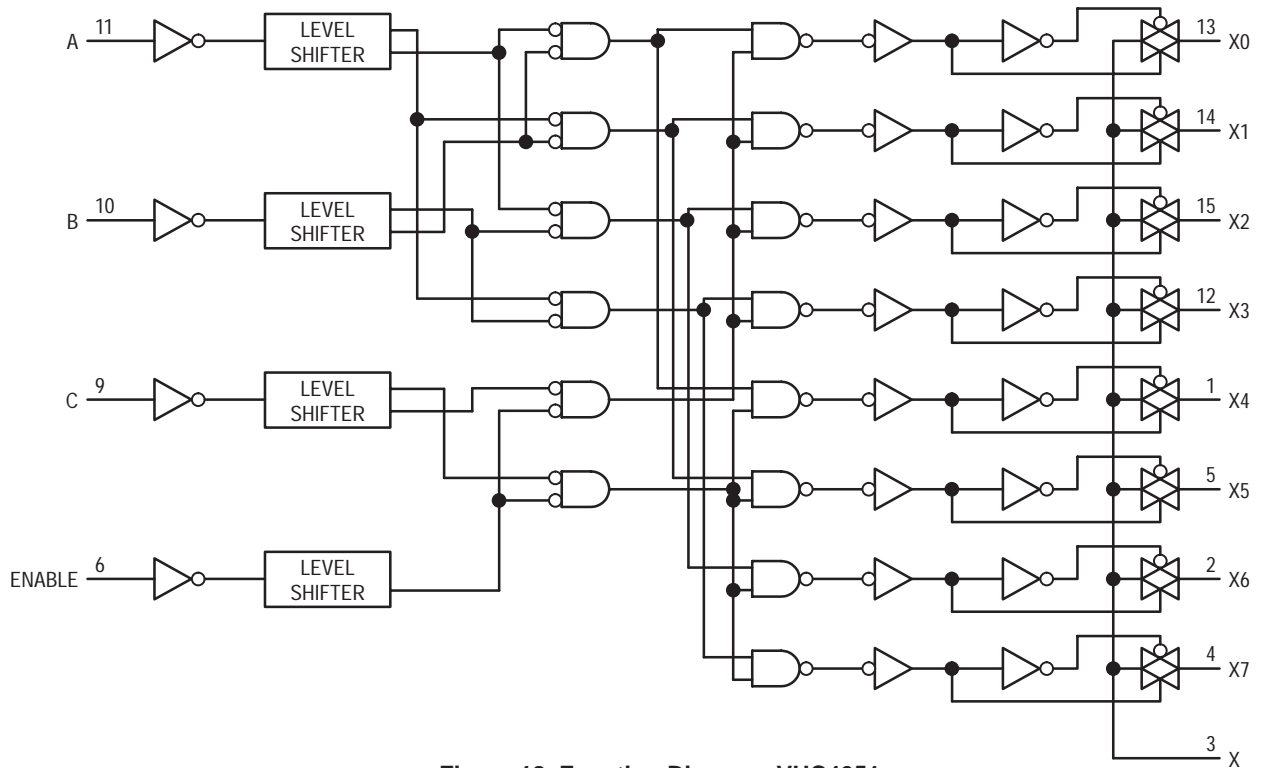 11
A
LEVEL
SHIFTER
13
X0
14
X1
10
B
LEVEL
SHIFTER
15
X2
12
X3
9
C
LEVEL
SHIFTER
1
X4
5
X5
6
ENABLE
LEVEL
SHIFTER
2
X6
4
X7
3
X